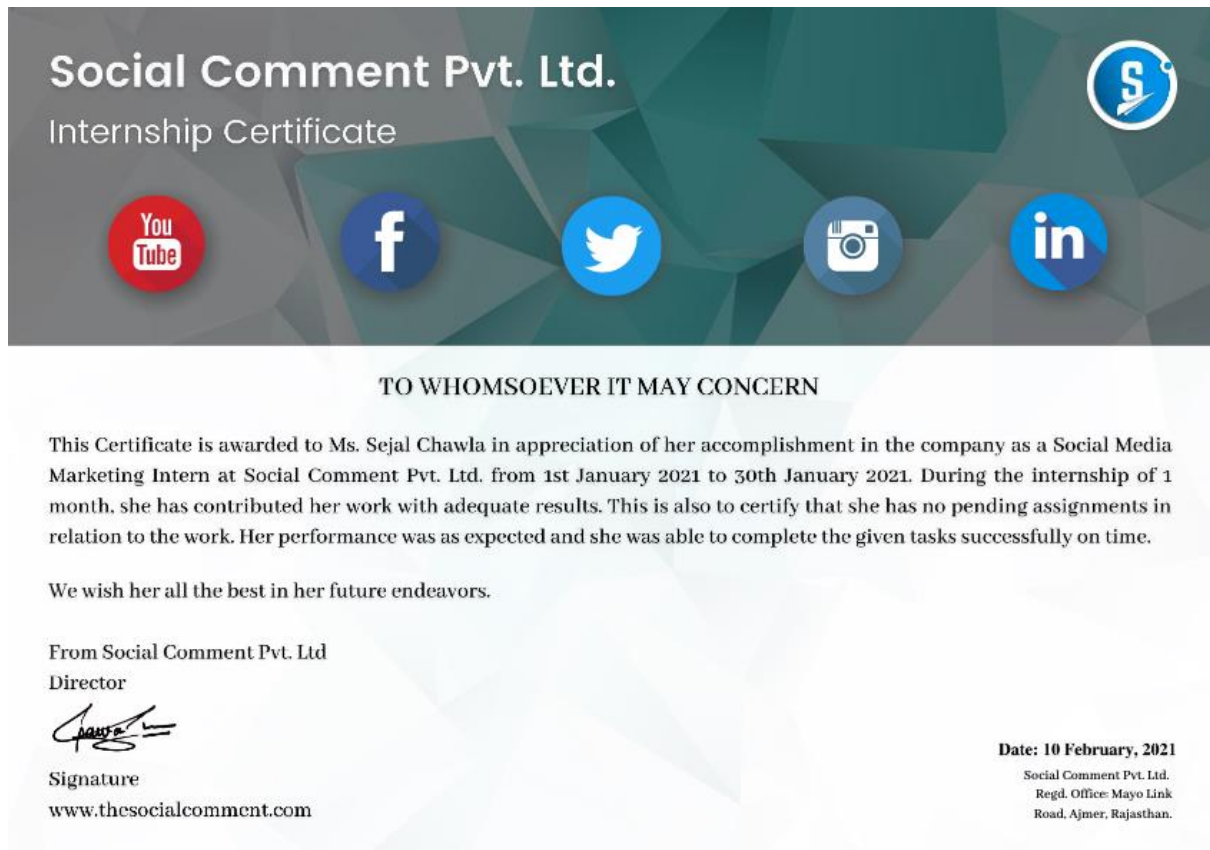 Social Comment Pvt. Ltd.
Internship Certificate
S
You
Tube
f
in
TO WHOMSOEVER IT MAY CONCERN
This Certificate is awarded to Ms. Sejal Chawla in appreciation of her accomplishment in the company as a Social Media
Marketing Intern at Social Comment Pvt. Ltd. from 1st January 2021 to 30th January 2021. During the internship of 1
month, she has contributed her work with adequate results. This is also to certify that she has no pending assignments in
relation to the work. Her performance was as expected and she was able to complete the given tasks successfully on time.
We wish her all the best in her future endeavors.
From Social Comment Pvt. Ltd
Director
Signature
www.thesocialcomment.com
Date: 10 February, 2021
Social Comment Pvt. Ltd.
Regd. Office: Mayo Link
Road, Ajmer, Rajasthan.